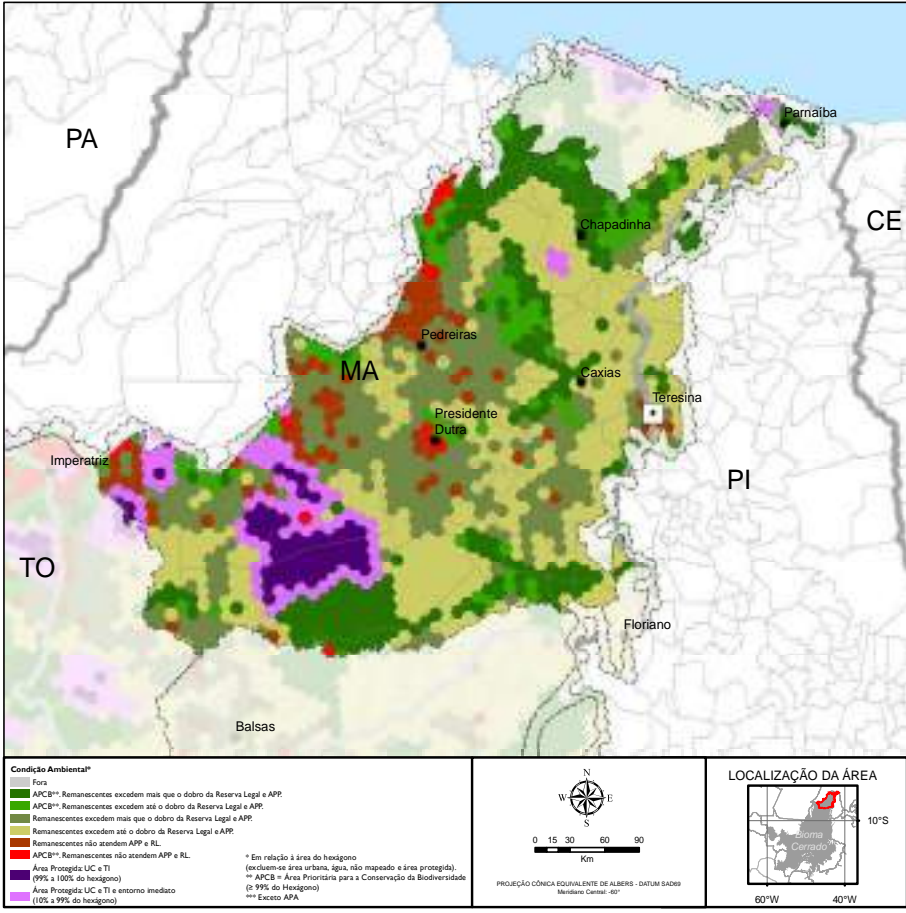 PA
Parnaíba
CE
Chapadinha
Pedreiras
MA
Caxias
Teresina
Presidente
Dutra
Imperatriz
PI
TO
Floriano
Balsas
Condição Ambiental*
Fora
APCB**. Remanescentes excedem mais que o dobro da Reserva Legal e APP.
APCB**. Remanescentes excedem até o dobro da Reserva Legal e APP.
Remanescentes excedem mais que o dobro da Reserva Legal e APP.
Remanescentes excedem até o dobro da Reserva Legal e APP.
Remanescentes não atendem APP e RL.
APCB**. Remanescentes não atendem APP e RL.
Área Protegida: UC e TI
(99% a 100% do hexágono)
Área Protegida: UC e TI e entorno imediato
(10% a 99% do hexágono)
* Em relação à área do hexágono
(excluem-se área urbana, água, não mapeado e área protegida).
** APCB = Área Prioritária para a Conservação da Biodiversidade
(≥ 99% do Hexágono)
*** Exceto APA
N
W E
S
0 15 30 60 90
Km
PROJEÇÃO CÔNICA EQUIVALENTE DE ALBERS - DATUM SAD69
Meridiano Central: -60°
LOCALIZAÇÃO DA ÁREA
10°S
Bioma
Cerrado
60°W 40°W